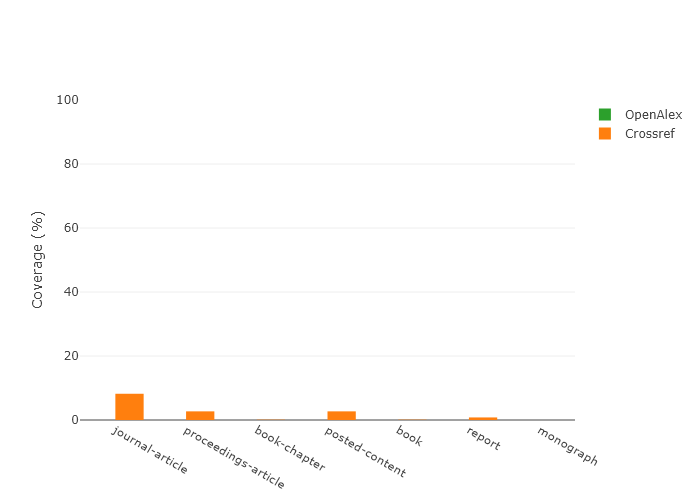 100
80
60
40
20
0
Coverage (%)
journal-article
proceedings-article
book-chapter
posted-content
book
report
monograph
OpenAlex
Crossref